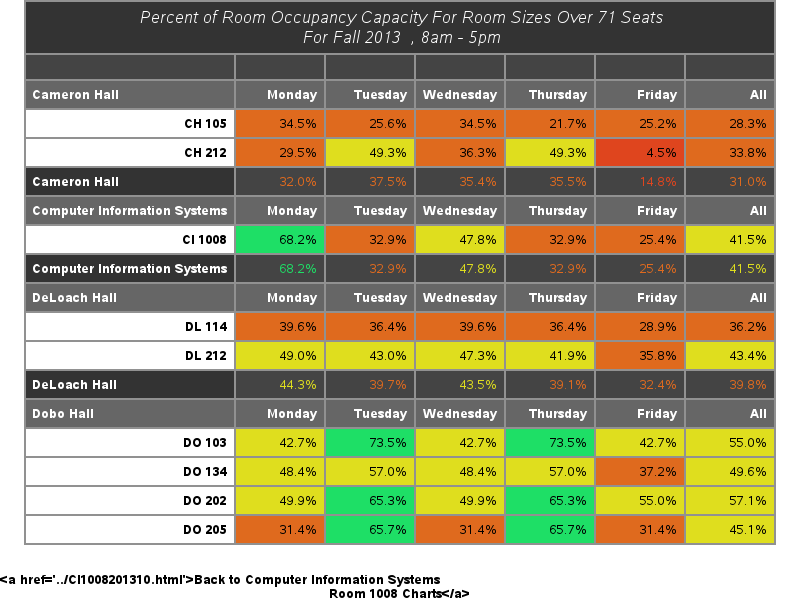 Percent of Room Occupancy Capacity For Room Sizes Over 71 Seats
For Fall 2013 , 8am - 5pm
Cameron Hall Monday Tuesday Wednesday Thursday Friday All
CH 105 34.5% 25.6% 34.5% 21.7% 25.2% 28.3%
CH 212 29.5% 49.3% 36.3% 49.3% 4.5% 33.8%
Cameron Hall 32.0% 37.5% 35.4% 35.5% 14.8% 31.0%
Computer Information Systems Monday Tuesday Wednesday Thursday Friday All
CI 1008 68.2% 32.9% 47.8% 32.9% 25.4% 41.5%
Computer Information Systems 68.2% 32.9% 47.8% 32.9% 25.4% 41.5%
DeLoach Hall Monday Tuesday Wednesday Thursday Friday All
DL 114 39.6% 36.4% 39.6% 36.4% 28.9% 36.2%
DL 212 49.0% 43.0% 47.3% 41.9% 35.8% 43.4%
DeLoach Hall 44.3% 39.7% 43.5% 39.1% 32.4% 39.8%
Dobo Hall Monday Tuesday Wednesday Thursday Friday All
DO 103 42.7% 73.5% 42.7% 73.5% 42.7% 55.0%
DO 134 48.4% 57.0% 48.4% 57.0% 37.2% 49.6%
DO 202 49.9% 65.3% 49.9% 65.3% 55.0% 57.1%
DO 205 31.4% 65.7% 31.4% 65.7% 31.4% 45.1%
<a href='../CI1008201310.html'>Back to Computer Information Systems
Room 1008 Charts</a>